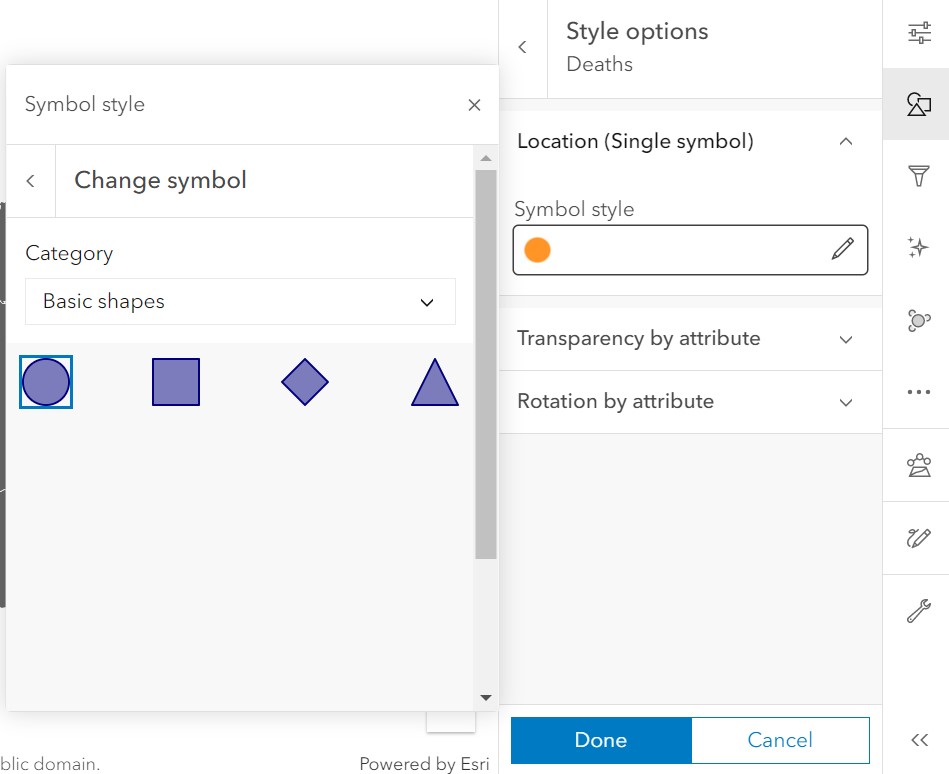 Symbol style
Change symbol
Category
Basic shapes
blic domain.
Powered by Esri
Style options
Deaths
Location (Single symbol)
Symbol style
Transparency by attribute
Rotation by attribute
Done
Cancel